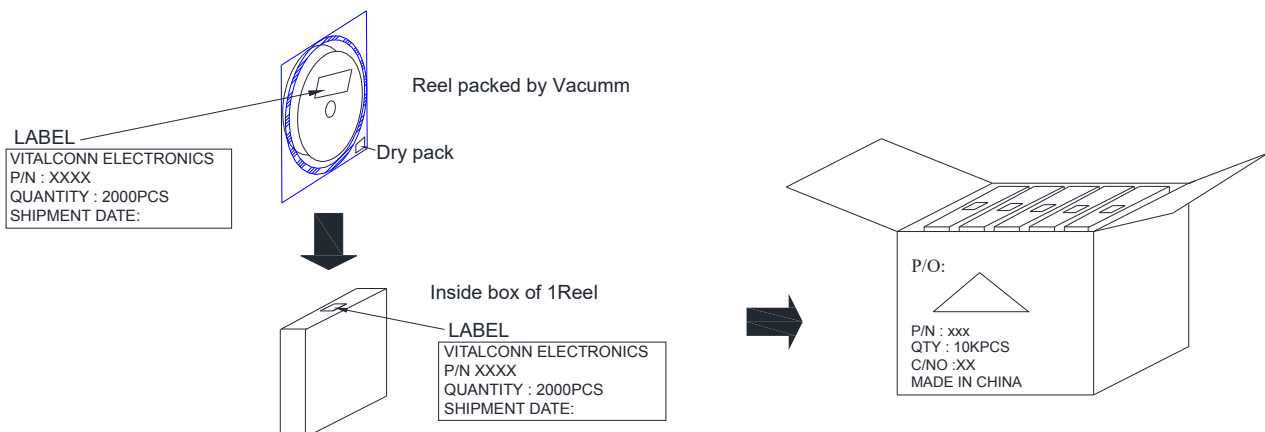 Reel packed by Vacumm
LABEL
VITALCONN ELECTRONICS
P/N : XXXX
QUANTITY : 2000PCS
SHIPMENT DATE:
Dry pack
Inside box of 1Reel
LABEL
VITALCONN ELECTRONICS
P/N XXXX
QUANTITY : 2000PCS
SHIPMENT DATE:
P/O:
P/N : xxx
QTY : 10KPCS
C/NO :XX
MADE IN CHINA